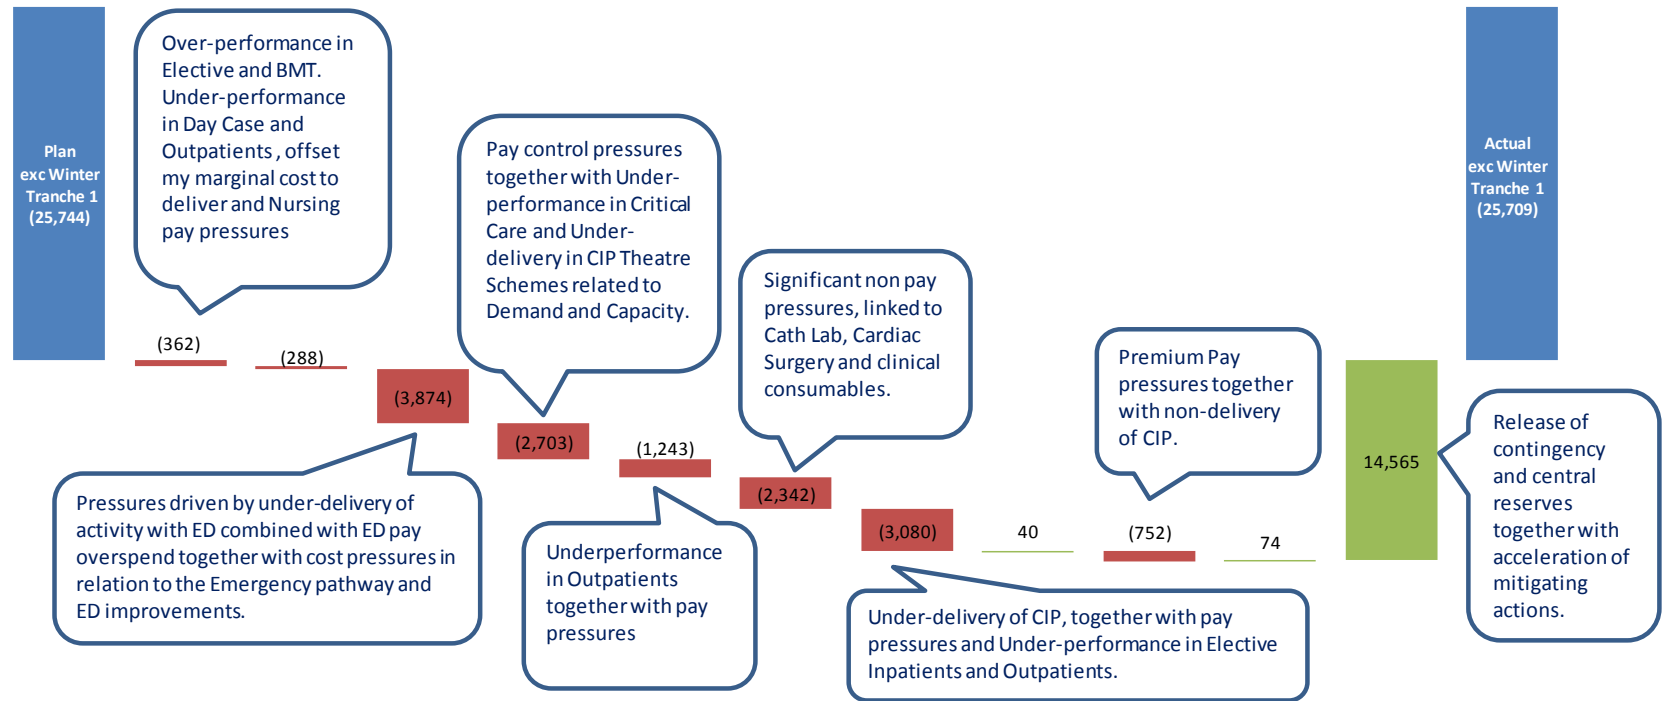 Plan
exc Winter
Tranche 1
(25,744)
Over-performance in
Elective and BMT.
Under-performance
in Day Case and
Outpatients , offset
my marginal cost to
deliver and Nursing
pay pressures
Pay control pressures
together with Under-
performance in Critical
Care and Under-
delivery in CIP Theatre
Schemes related to
Demand and Capacity.
Significant non pay
pressures, linked to
Cath Lab, Cardiac
Surgery and clinical
consumables.
Premium Pay
pressures together
with non-delivery
of CIP.
Actual
exc Winter
Tranche 1
(25,709)
(362)
(288)
(3,874)
(2,703)
(1,243)
(2,342)
(3,080)
40
(752)
74
14,565
Pressures driven by under-delivery of
activity with ED combined with ED pay
overspend together with cost pressures in
relation to the Emergency pathway and
ED improvements.
Underperformance
in Outpatients
together with pay
pressures
Under-delivery of CIP, together with pay
pressures and Under-performance in Elective
Inpatients and Outpatients.
Release of
contingency
and central
reserves
together with
acceleration of
mitigating
actions.